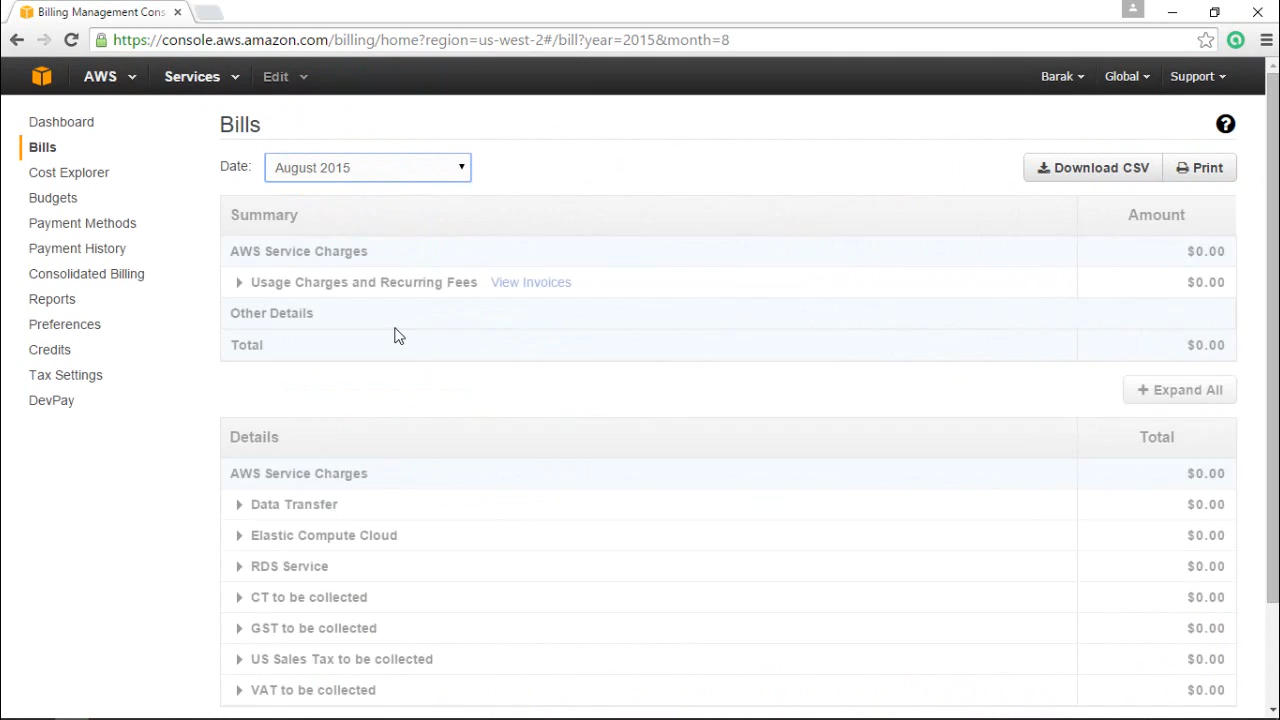 Billing Management Cons
https://console.aws.amazon.com/billing/home?region=us-west-2#/bill?year=2015&month=8
AWS Services Edit Barak Global Support
Dashboard
Bills
Cost Explorer
Budgets
Payment Methods
Payment History
Consolidated Billing
Reports
Preferences
Credits
Tax Settings
DevPay
Bills
Date: August 2015 Download CSV Print
Summary Amount
AWS Service Charges $0.00
Usage Charges and Recurring Fees View Invoices $0.00
Other Details
Total $0.00
+ Expand All
Details Total
AWS Service Charges $0.00
Data Transfer $0.00
Elastic Compute Cloud $0.00
RDS Service $0.00
CT to be collected $0.00
GST to be collected $0.00
US Sales Tax to be collected $0.00
VAT to be collected $0.00